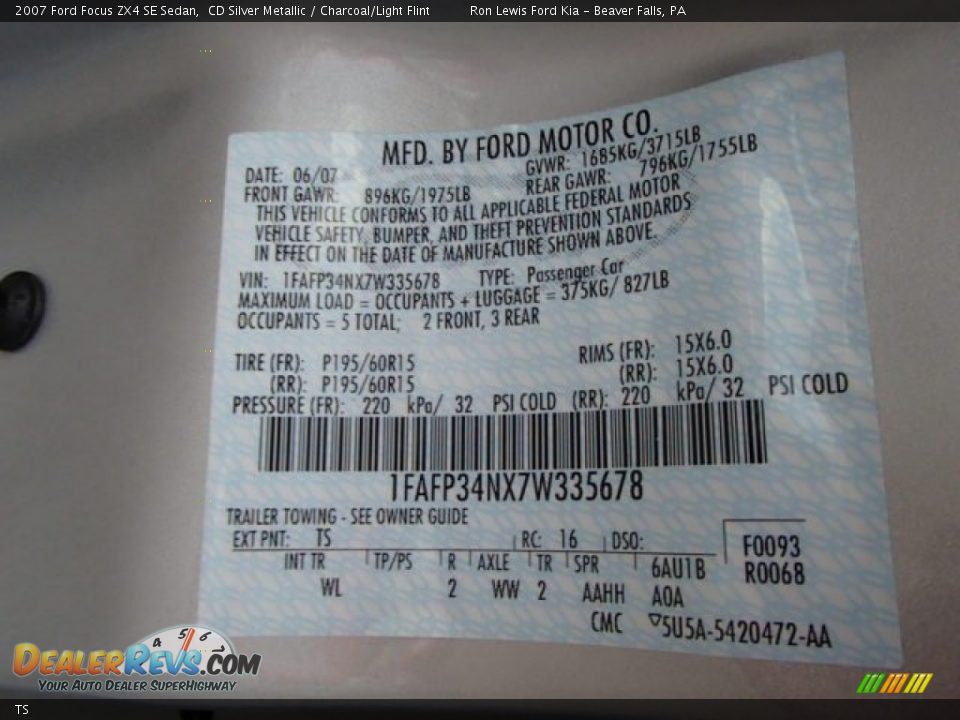 2007 Ford Focus ZX4 SE Sedan,  CD Silver Metallic / Charcoal/Light Flint    Ron Lewis Ford Kia - Beaver Falls, PA
MFD. BY FORD MOTOR CO.
DATE: 06/07    GVWR: 1685KG/3715LB
FRONT GAWR: 896KG/1975LB    REAR GAWR: 796KG/1755LB
THIS VEHICLE CONFORMS TO ALL APPLICABLE FEDERAL MOTOR
VEHICLE SAFETY, BUMPER, AND THEFT PREVENTION STANDARDS
IN EFFECT ON THE DATE OF MANUFACTURE SHOWN ABOVE.
VIN: 1FAFP34NX7W335678    TYPE: Passenger Car
MAXIMUM LOAD = OCCUPANTS + LUGGAGE = 375KG/ 827LB
OCCUPANTS = 5 TOTAL; 2 FRONT, 3 REAR
TIRE (FR): P195/60R15    RIMS (FR): 15X6.0
(RR): P195/60R15    (RR): 15X6.0
PRESSURE (FR): 220 kPa/ 32 PSI COLD (RR): 220 kPa/ 32 PSI COLD
1FAFP34NX7W335678
TRAILER TOWING - SEE OWNER GUIDE
EXT PNT: TS    RC: 16    DSO:    F0093
INT TR    TP/PS    R    AXLE    TR    SPR    6AU1B    R0068
WL    2    WW    2    AAHH    A0A
CMC    5U5A-5420472-AA
4 5 6
DEALERREVS.COM
YOUR AUTO DEALER SUPERHIGHWAY
TS